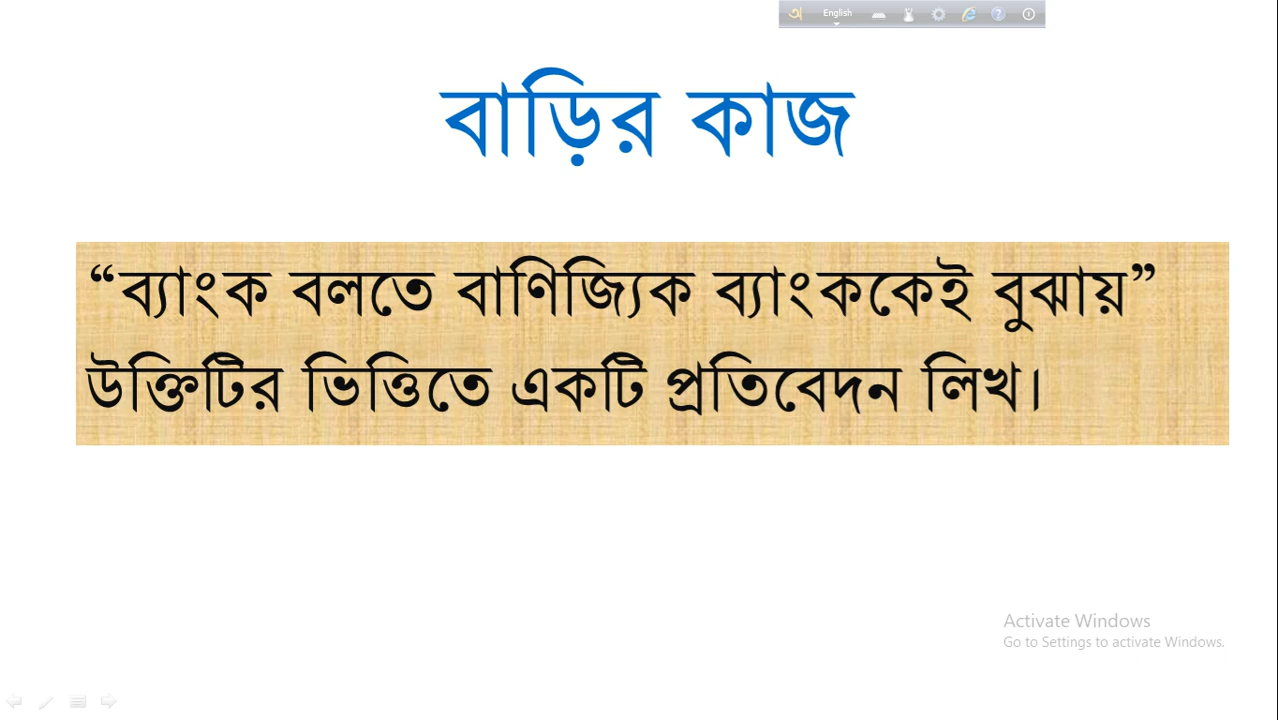 অ English
বাড়ির কাজ
“ব্যাংক বলতে বাণিজ্যিক ব্যাংককেই বুঝায়”
উক্তিটির ভিত্তিতে একটি প্রতিবেদন লিখ।
Activate Windows
Go to Settings to activate Windows.